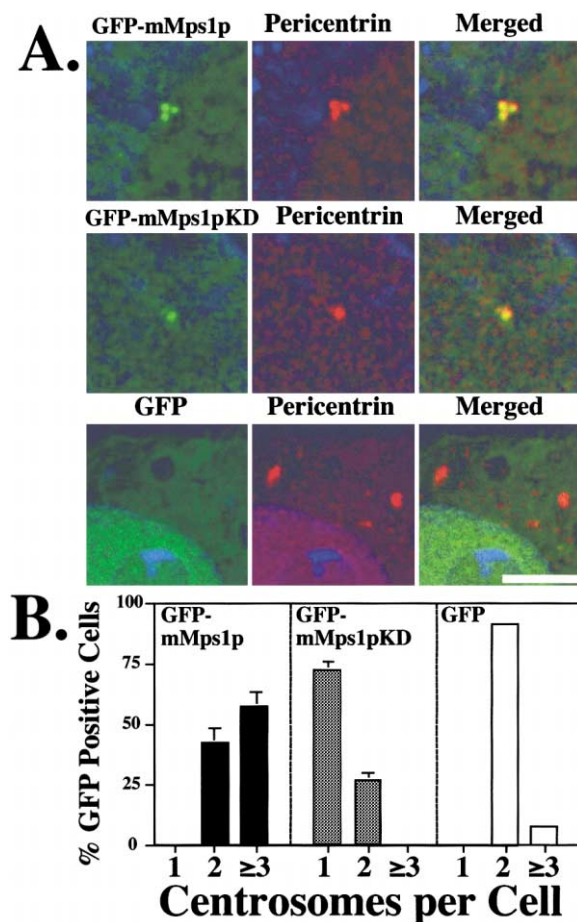 A.
GFP-mMps1p Pericentrin Merged
GFP-mMps1pKD Pericentrin Merged
GFP Pericentrin Merged
B.
% GFP Positive Cells
100
75
50
25
0
GFP-
mMps1p
GFP-
mMps1pKD
GFP
1 2 ≥3 1 2 ≥3 1 2 ≥3
Centrosomes per Cell